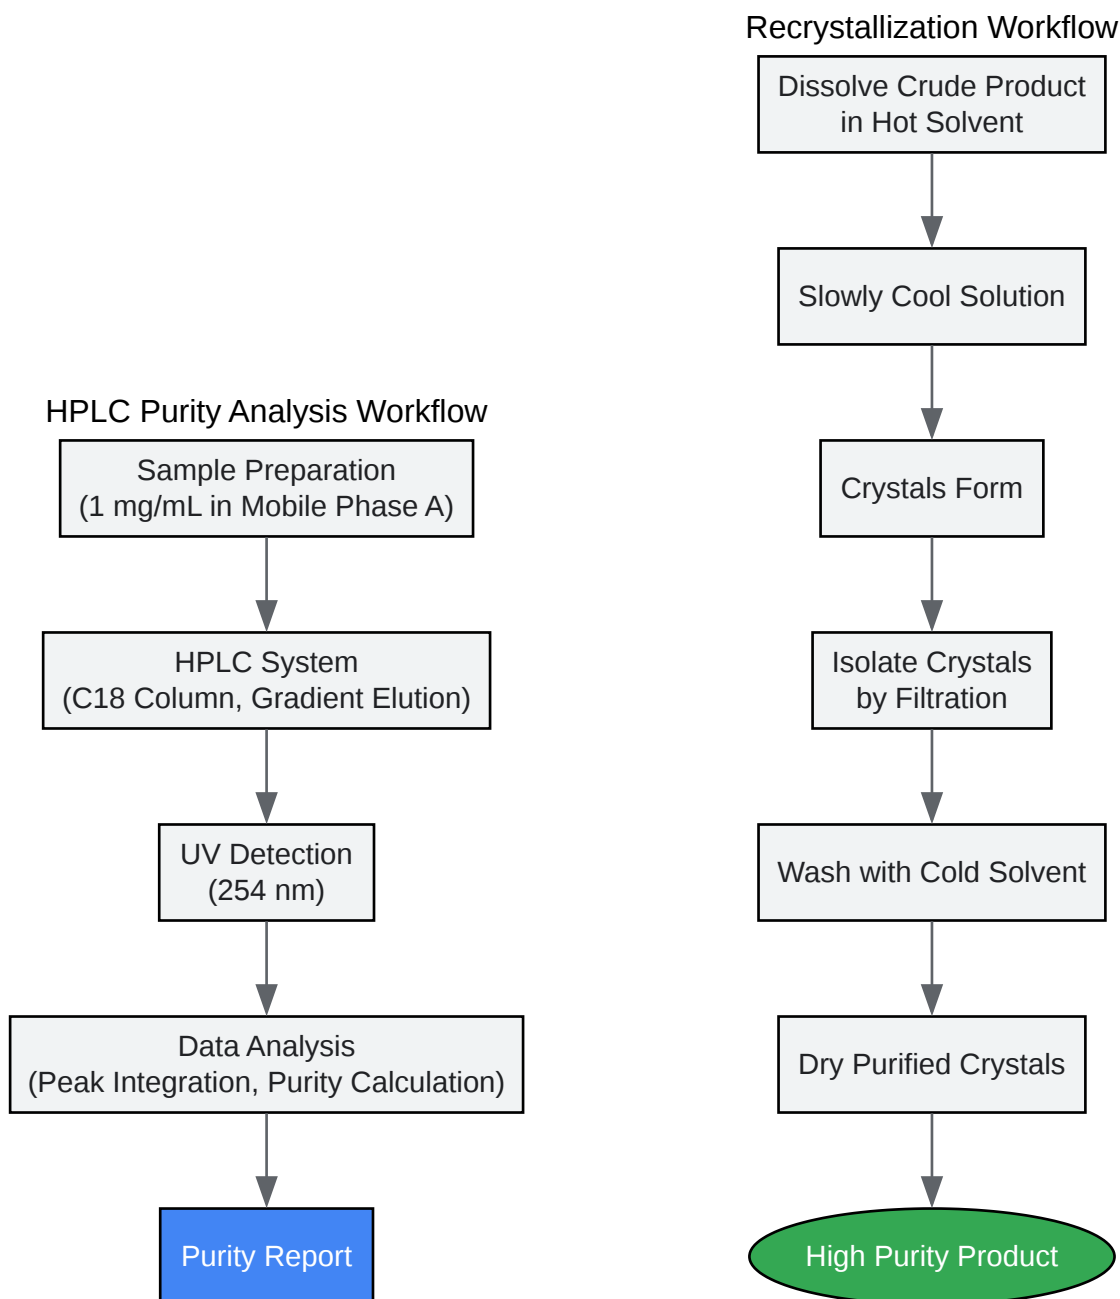 HPLC Purity Analysis Workflow
Sample Preparation
(1 mg/mL in Mobile Phase A)
HPLC System
(C18 Column, Gradient Elution)
UV Detection
(254 nm)
Data Analysis
(Peak Integration, Purity Calculation)
Purity Report
Recrystallization Workflow
Dissolve Crude Product
in Hot Solvent
Slowly Cool Solution
Crystals Form
Isolate Crystals
by Filtration
Wash with Cold Solvent
Dry Purified Crystals
High Purity Product